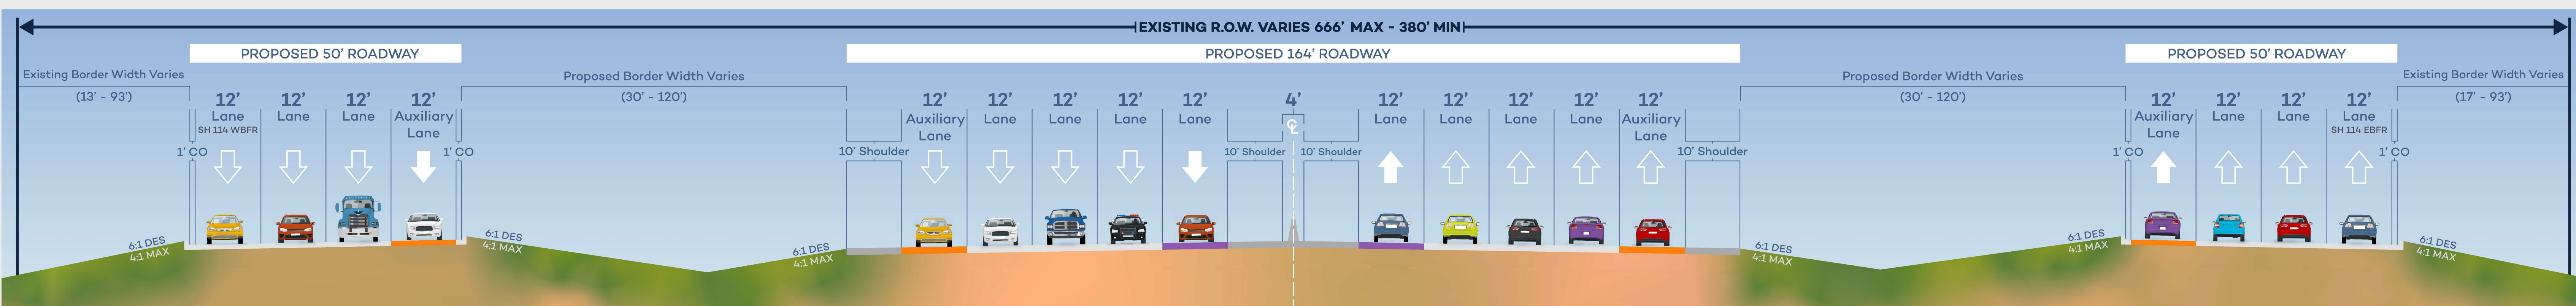 EXISTING R.O.W. VARIES 666' MAX - 380' MIN
PROPOSED 50' ROADWAY
PROPOSED 164' ROADWAY
PROPOSED 50' ROADWAY
Existing Border Width Varies
(13' - 93')
Proposed Border Width Varies
(30' - 120')
Proposed Border Width Varies
(30' - 120')
Existing Border Width Varies
(17' - 93')
1' CO
12'
Lane
SH 114 WBFR
12'
Lane
12'
Lane
12'
Auxiliary
Lane
1' CO
10' Shoulder
12'
Auxiliary
Lane
12'
Lane
12'
Lane
12'
Lane
12'
Lane
10' Shoulder
4'
CL
10' Shoulder
12'
Lane
12'
Lane
12'
Lane
12'
Lane
12'
Auxiliary
Lane
10' Shoulder
1' CO
12'
Auxiliary
Lane
12'
Lane
12'
Lane
12'
Lane
SH 114 EBFR
1' CO
6:1 DES
4:1 MAX
6:1 DES
4:1 MAX
6:1 DES
4:1 MAX
6:1 DES
4:1 MAX
6:1 DES
4:1 MAX
6:1 DES
4:1 MAX